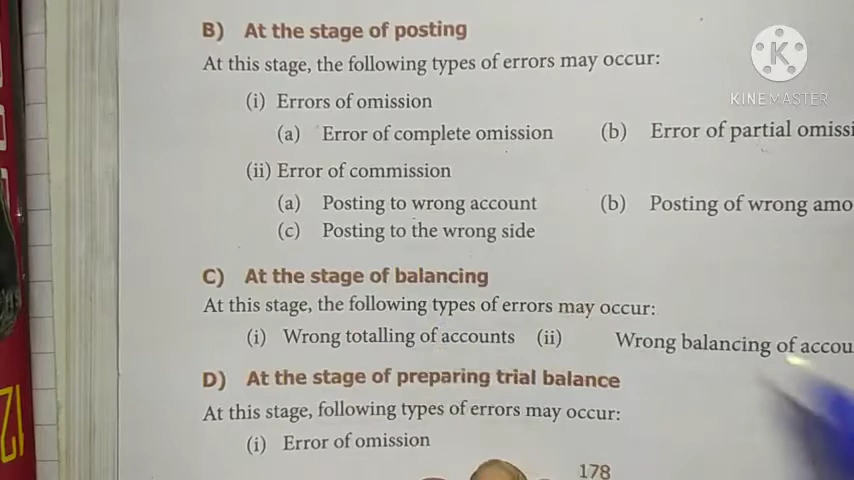 B) At the stage of posting
At this stage, the following types of errors may occur:
(i) Errors of omission
(a) Error of complete omission (b) Error of partial omissi
(ii) Error of commission
(a) Posting to wrong account (b) Posting of wrong amo
(c) Posting to the wrong side
C) At the stage of balancing
At this stage, the following types of errors may occur:
(i) Wrong totalling of accounts (ii) Wrong balancing of accou
D) At the stage of preparing trial balance
At this stage, following types of errors may occur:
(i) Error of omission
178
K
KINEMASTER
12